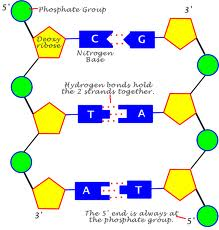 5' Phosphate Group
3'
Deoxy
ribose
C G
Nitrogen
Base
Hydrogen bonds hold
the 2 strands together.
T A
A T
3'
The 5' end is always at
the phosphate group.
5'